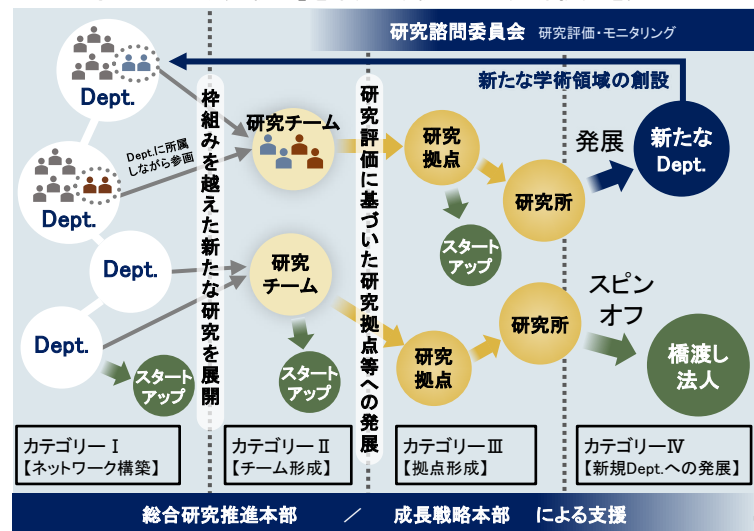 研究諮問委員会 研究評価・モニタリング
新たな学術領域の創設
Dept.
Dept.
Dept.
Dept.
Dept.に所属
しながら参画
枠組みを越えた新たな研究を展開
研究チーム
研究
チーム
スタート
アップ
スタート
アップ
研究評価に基づいた研究拠点等への発展
研究
拠点
研究所
スタート
アップ
研究
拠点
研究所
発展
新たな
Dept.
スピン
オフ
橋渡し
法人
カテゴリーⅠ
【ネットワーク構築】
カテゴリーⅡ
【チーム形成】
カテゴリーⅢ
【拠点形成】
カテゴリーⅣ
【新規Dept.への発展】
総合研究推進本部 ／ 成長戦略本部 による支援